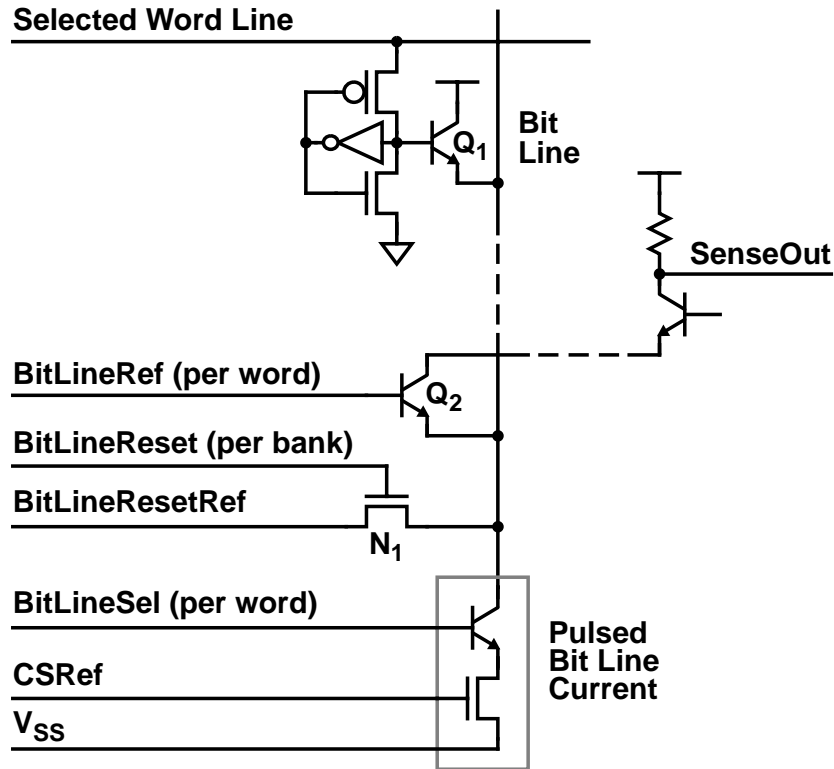 Selected Word Line
Q1
Bit
Line
SenseOut
BitLineRef (per word)
Q2
BitLineReset (per bank)
BitLineResetRef
N1
BitLineSel (per word)
Pulsed
Bit Line
Current
CSRef
VSS